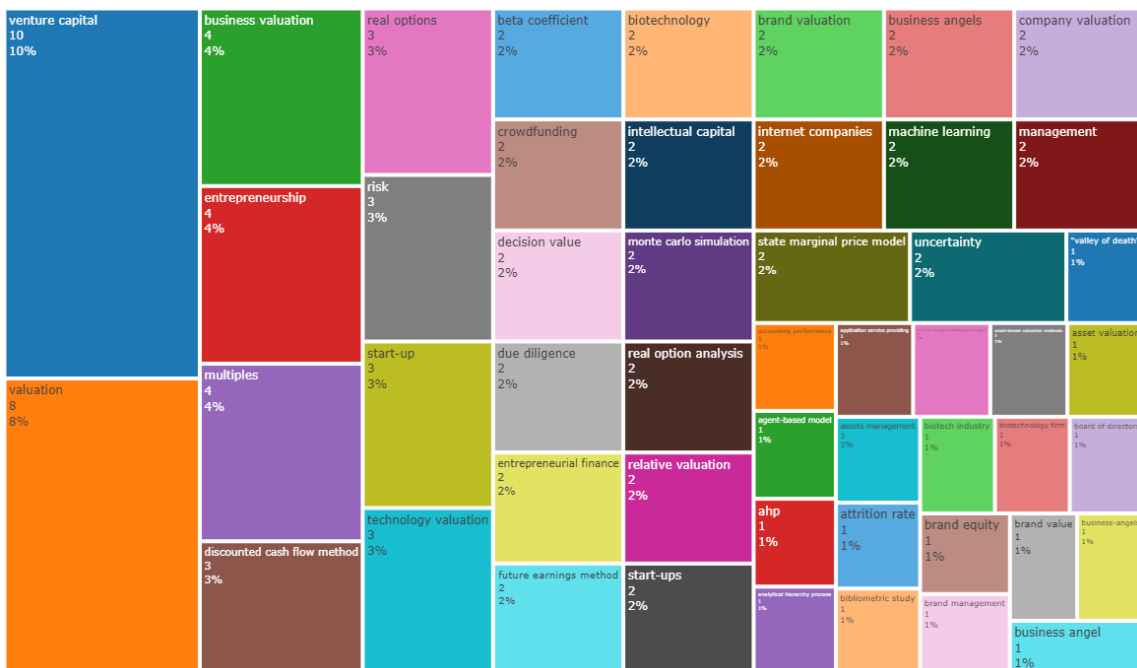 venture capital
10
10%
valuation
8
8%
business valuation
4
4%
entrepreneurship
4
4%
multiples
4
4%
discounted cash flow method
3
3%
real options
3
3%
risk
3
3%
start-up
3
3%
technology valuation
3
3%
beta coefficient
2
2%
crowdfunding
2
2%
decision value
2
2%
due diligence
2
2%
entrepreneurial finance
2
2%
future earnings method
2
2%
biotechnology
2
2%
intellectual capital
2
2%
monte carlo simulation
2
2%
real option analysis
2
2%
relative valuation
2
2%
start-ups
2
2%
brand valuation
2
2%
business angels
2
2%
company valuation
2
2%
internet companies
2
2%
machine learning
2
2%
management
2
2%
state marginal price model
2
2%
uncertainty
2
2%
"valley of death"
1
1%
accounting performance
1
1%
agent-based model
1
1%
ahp
1
1%
analytical hierarchy process
1
1%
application service providing
1
1%
1
1%
asset-based valuation methods
1
1%
asset valuation
1
1%
assets management
1
1%
biotech industry
1
1%
biotechnology firm
1
1%
board of directors
1
1%
attrition rate
1
1%
bibliometric study
1
1%
brand equity
1
1%
brand management
1
1%
brand value
1
1%
business-angels
1
1%
business angel
1
1%